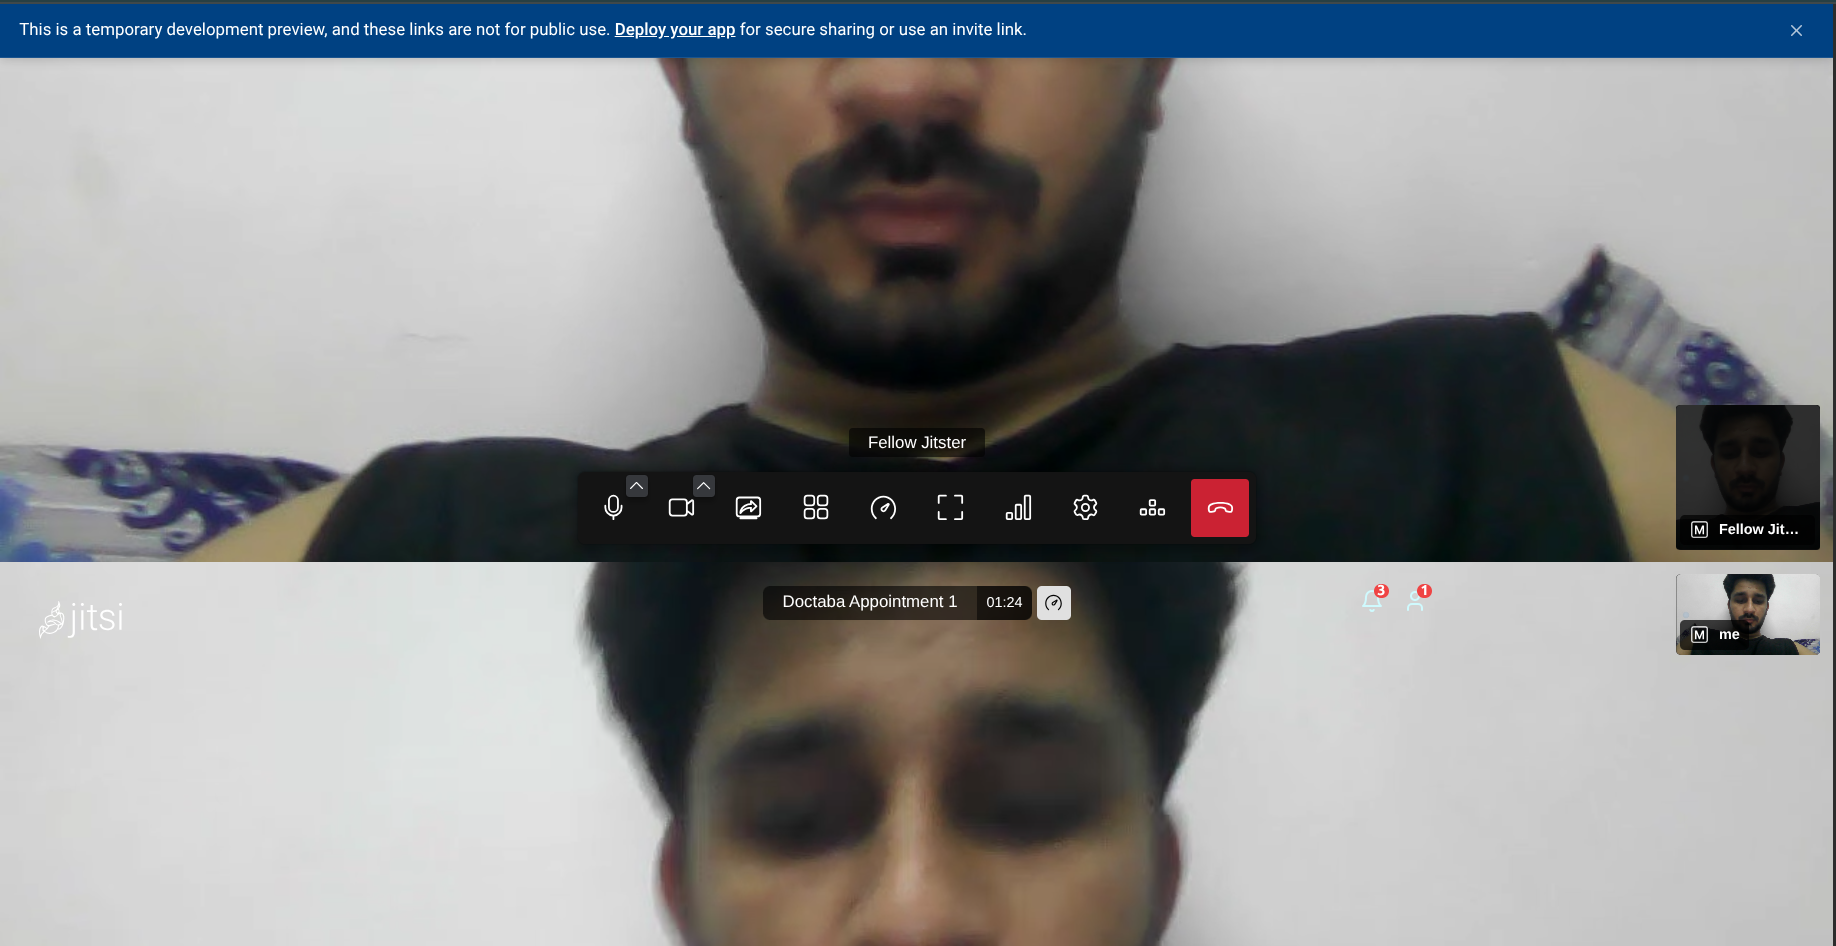 This is a temporary development preview, and these links are not for public use. Deploy your app for secure sharing or use an invite link.
Fellow Jitster
M Fellow Jit...
jitsi
Doctaba Appointment 1 01:24
3
1
M me